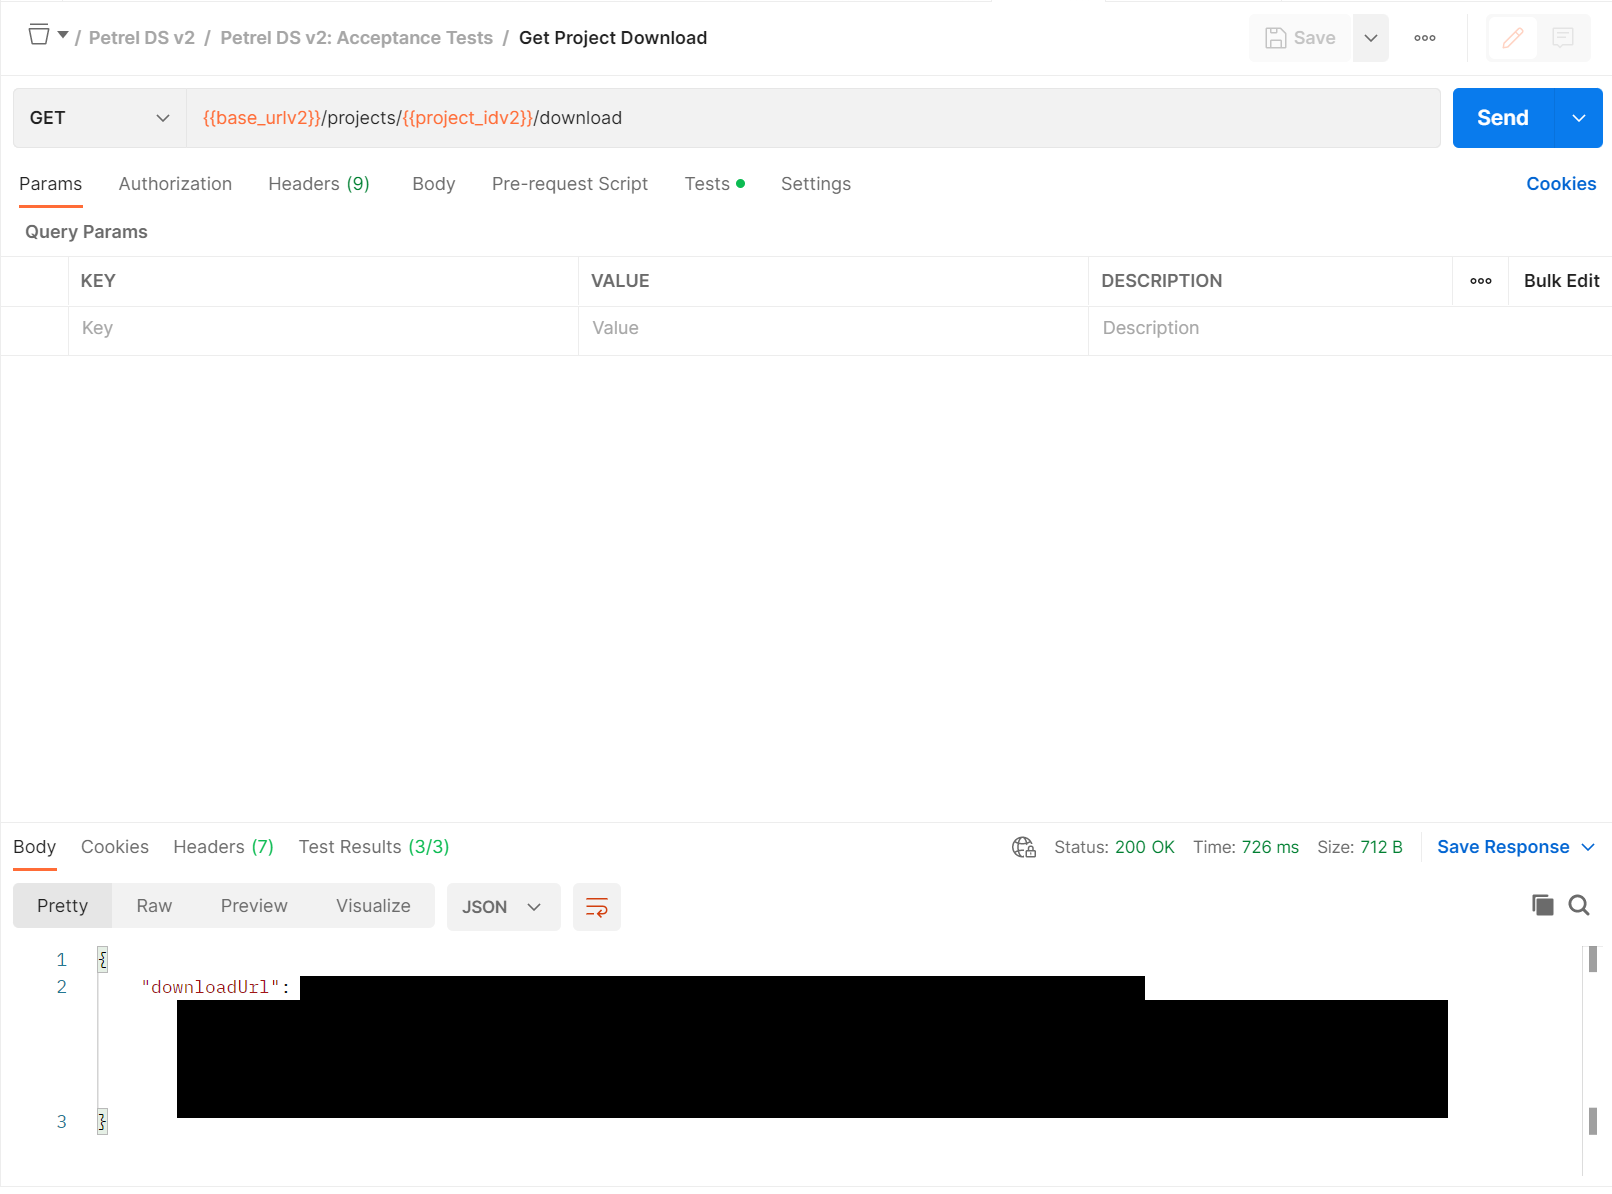 / Petrel DS v2 / Petrel DS v2: Acceptance Tests / Get Project Download Save
GET {{base_urlv2}}/projects/{{project_idv2}}/download Send
Params Authorization Headers (9) Body Pre-request Script Tests Settings Cookies
Query Params
KEY VALUE DESCRIPTION Bulk Edit
Key Value Description
Body Cookies Headers (7) Test Results (3/3) Status: 200 OK Time: 726 ms Size: 712 B Save Response
Pretty Raw Preview Visualize JSON
1 {
2 "downloadUrl":
3 }